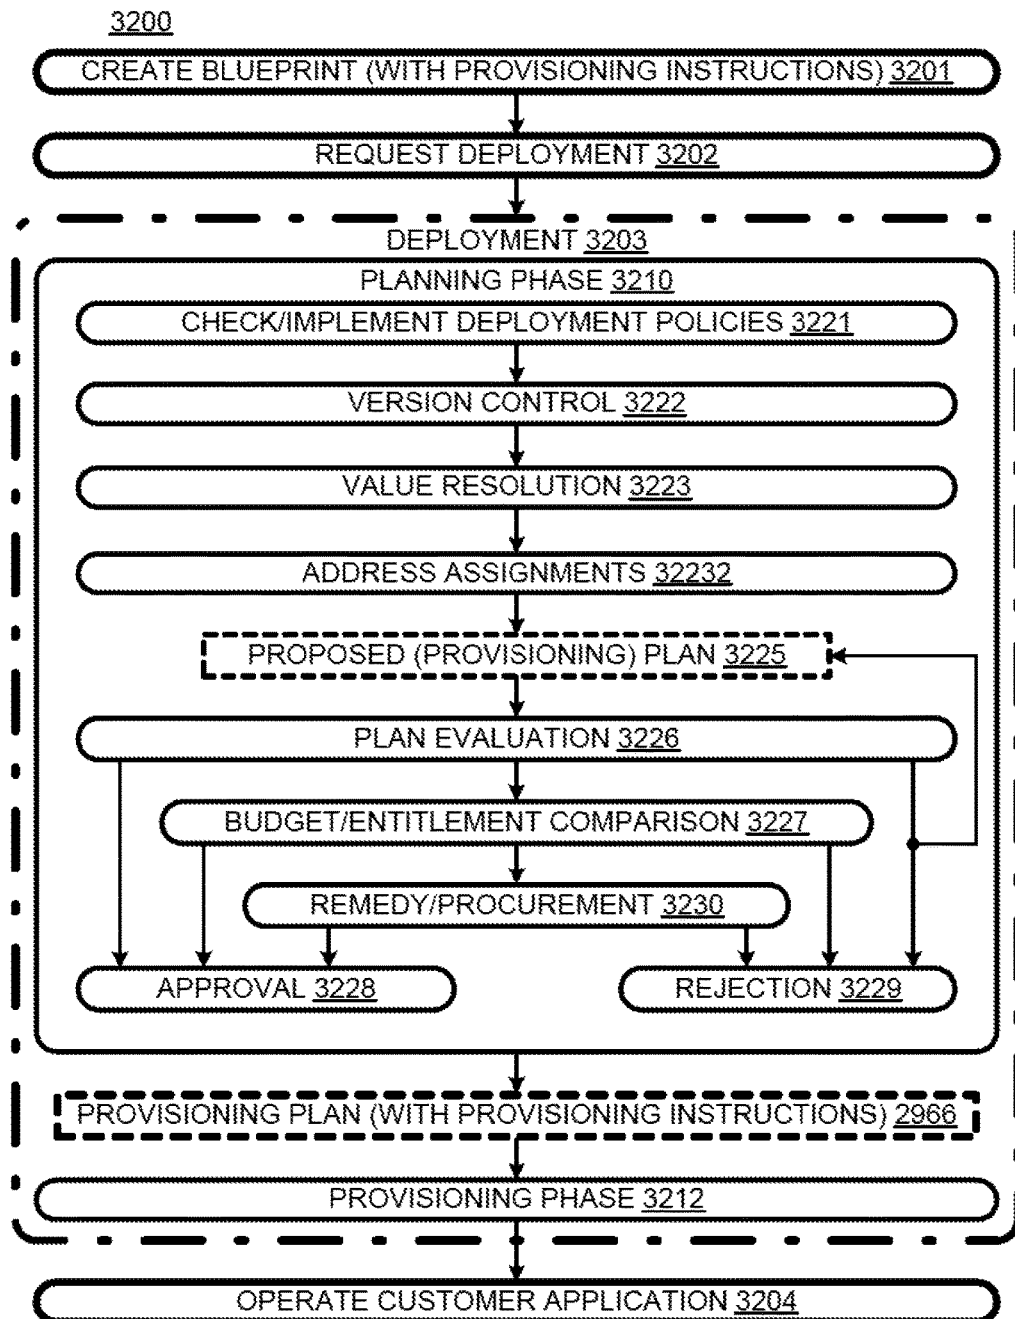 3200
CREATE BLUEPRINT (WITH PROVISIONING INSTRUCTIONS) 3201
REQUEST DEPLOYMENT 3202
DEPLOYMENT 3203
PLANNING PHASE 3210
CHECK/IMPLEMENT DEPLOYMENT POLICIES 3221
VERSION CONTROL 3222
VALUE RESOLUTION 3223
ADDRESS ASSIGNMENTS 32232
PROPOSED (PROVISIONING) PLAN 3225
PLAN EVALUATION 3226
BUDGET/ENTITLEMENT COMPARISON 3227
REMEDY/PROCUREMENT 3230
APPROVAL 3228
REJECTION 3229
PROVISIONING PLAN (WITH PROVISIONING INSTRUCTIONS) 2966
PROVISIONING PHASE 3212
OPERATE CUSTOMER APPLICATION 3204